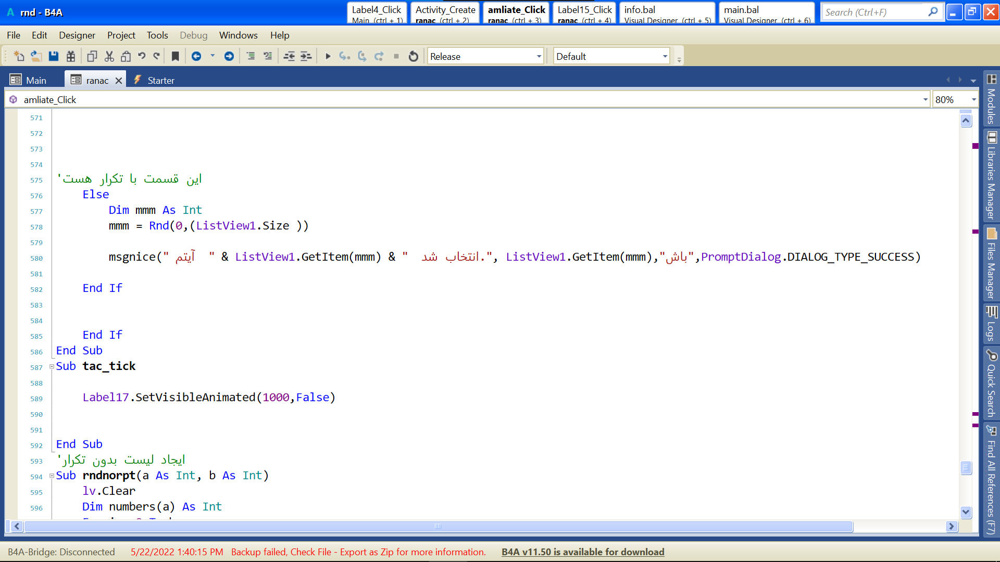 rnd - B4A
Label4_Click
Main (ctrl + 1)
Activity_Create
ranac (ctrl + 2)
amliate_Click
ranac (ctrl + 3)
Label15_Click
ranac (ctrl + 4)
info.bal
Visual Designer (ctrl + 5)
main.bal
Visual Designer (ctrl + 6)
Search (Ctrl+F)
File Edit Designer Project Tools Debug Windows Help
Release
Default
Main
ranac
Starter
amliate_Click
80%
571
572
573
574
575 'این قسمت با تکرار هست
576 Else
577 Dim mmm As Int
578 mmm = Rnd(0,(ListView1.Size ))
579
580 msgnice(" آیتم " & ListView1.GetItem(mmm) & " انتخاب شد.", ListView1.GetItem(mmm),"باش",PromptDialog.DIALOG_TYPE_SUCCESS)
581
582 End If
583
584
585 End If
586 End Sub
587 Sub tac_tick
588
589 Label17.SetVisibleAnimated(1000,False)
590
591
592 End Sub
593 'ایجاد لیست بدون تکرار
594 Sub rndnorpt(a As Int, b As Int)
595 lv.Clear
596 Dim numbers(a) As Int
Modules
Libraries Manager
Files Manager
Logs
Quick Search
Find All References (F7)
B4A-Bridge: Disconnected
5/22/2022 1:40:15 PM Backup failed, Check File - Export as Zip for more information.
B4A v11.50 is available for download